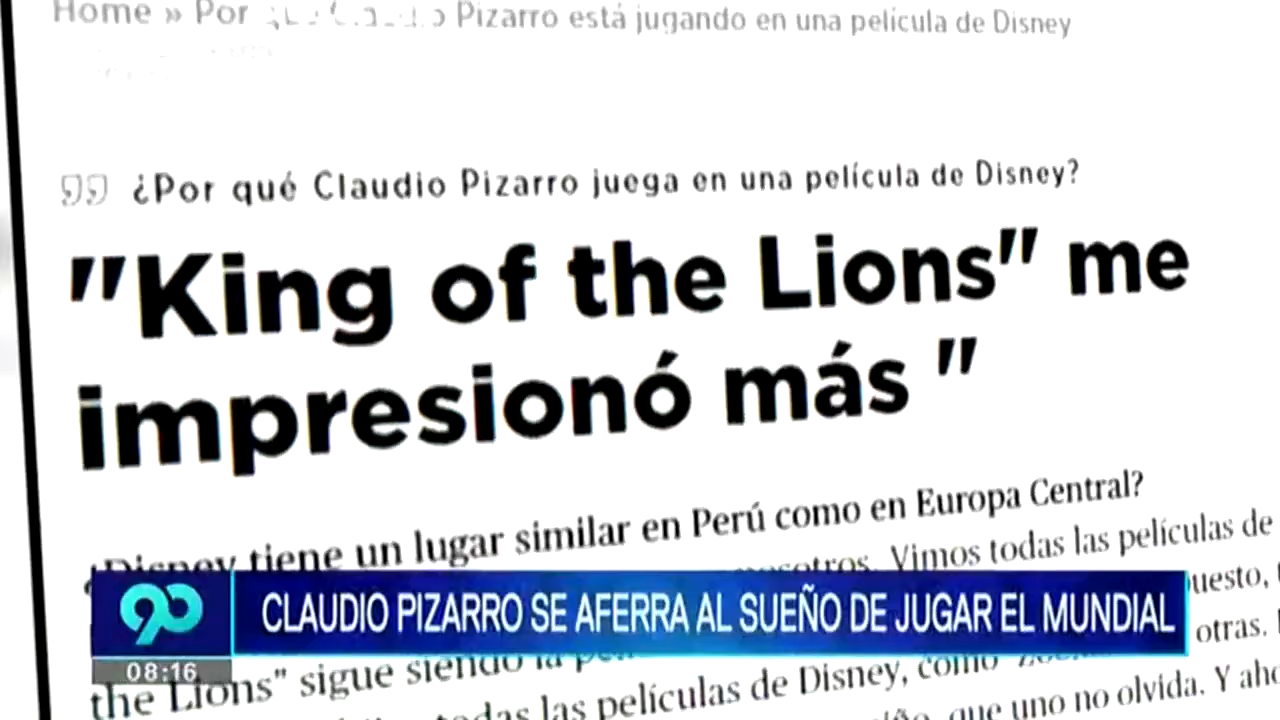 Home » Por Pizarro está jugando en una película de Disney
¿Por qué Claudio Pizarro juega en una película de Disney?
"King of the Lions" me
impresionó más "
¿Disney tiene un lugar similar en Perú como en Europa Central?
Vimos todas las películas de
90 CLAUDIO PIZARRO SE AFERRA AL SUEÑO DE JUGAR EL MUNDIAL
otras.
08:16
the Lions" sigue siendo la
todas las películas de Disney, como
que uno no olvida. Y